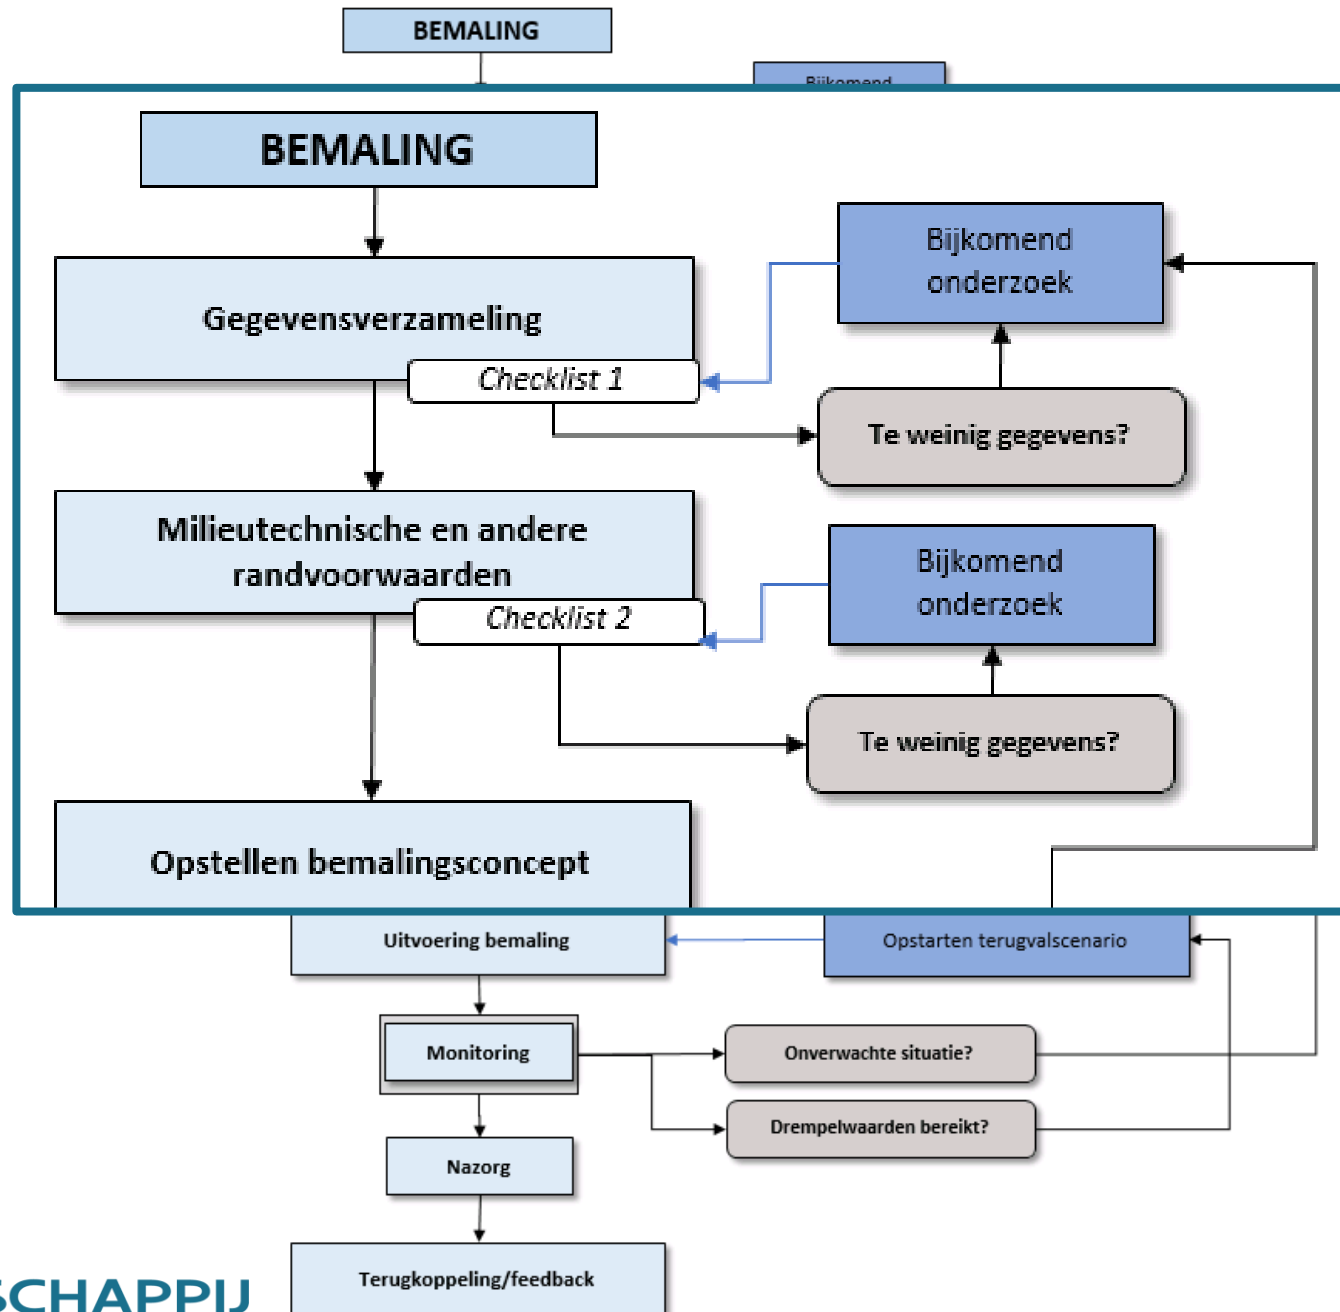 BEMALING
Bijkomend
BEMALING
Bijkomend
onderzoek
Gegevensverzameling
Checklist 1
Te weinig gegevens?
Milieutechnische en andere
randvoorwaarden
Checklist 2
Bijkomend
onderzoek
Te weinig gegevens?
Opstellen bemalingsconcept
Uitvoering bemaling
Opstarten terugvalscenario
Monitoring
Onverwachte situatie?
Drempelwaarden bereikt?
Nazorg
Terugkoppeling/feedback
SCHAPPIJ